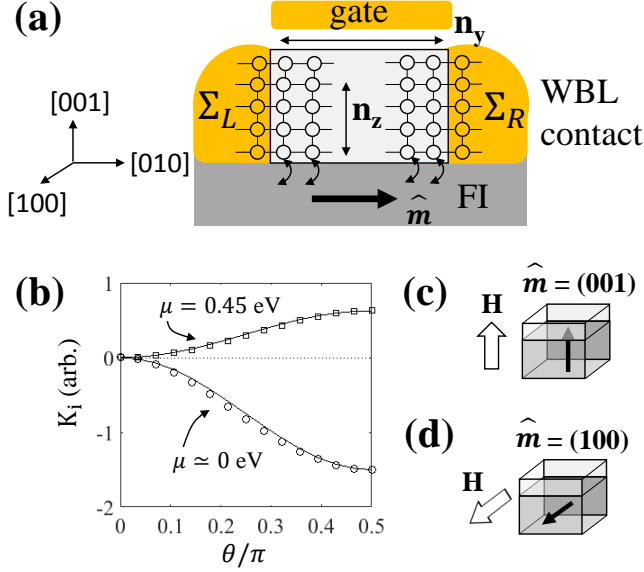 (a)
gate
n_y
[001]
[010]
[100]
Σ_L
n_z
Σ_R
WBL
contact
m̂
FI
(b)
K_i (arb.)
1
0
-1
-2
μ = 0.45 eV
μ ≃ 0 eV
0 0.1 0.2 0.3 0.4 0.5
θ/π
(c)
m̂ = (001)
H
(d)
m̂ = (100)
H